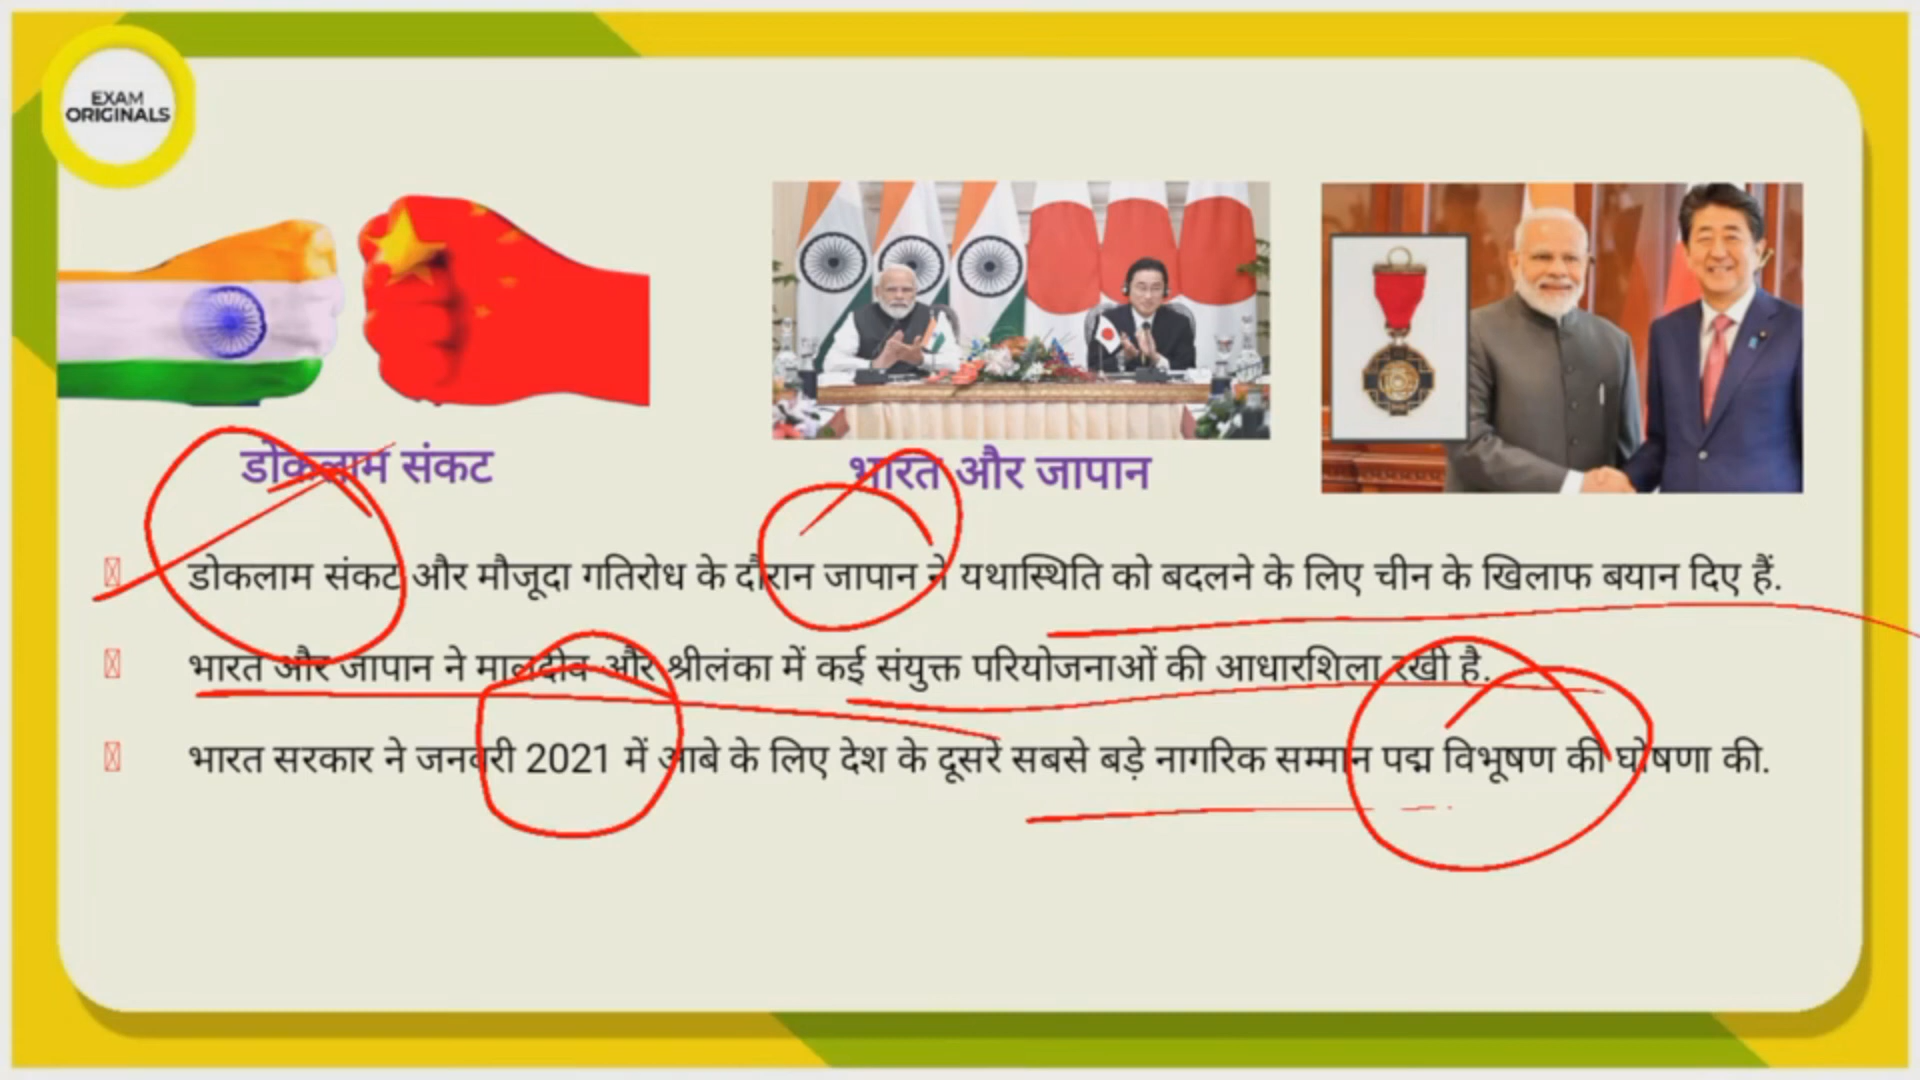 EXAM
ORIGINALS
डोकलाम संकट
भारत और जापान
डोकलाम संकट और मौजूदा गतिरोध के दौरान जापान ने यथास्थिति को बदलने के लिए चीन के खिलाफ बयान दिए हैं.
भारत और जापान ने मालदीव और श्रीलंका में कई संयुक्त परियोजनाओं की आधारशिला रखी है.
भारत सरकार ने जनवरी 2021 में आबे के लिए देश के दूसरे सबसे बड़े नागरिक सम्मान पद्म विभूषण की घोषणा की.